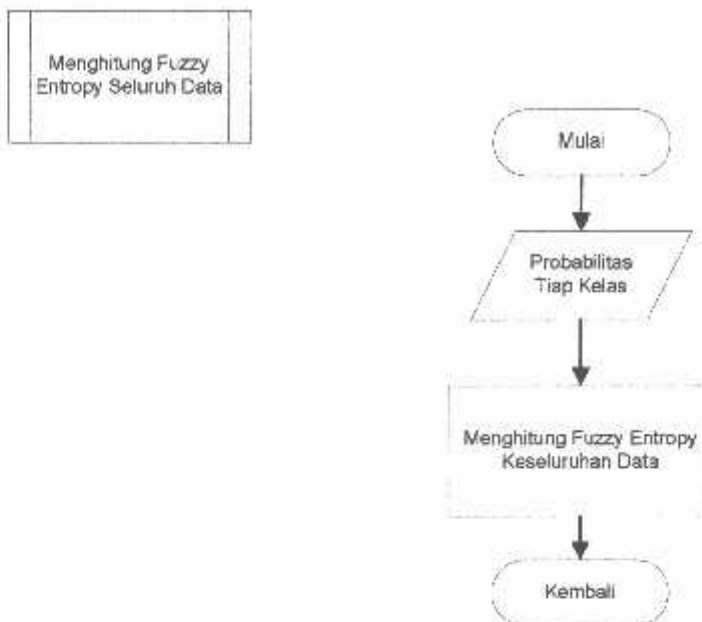 Menghitung Fuzzy
Entropy Seluruh Data
Mulai
Probabilitas
Tiap Kelas
Menghitung Fuzzy Entropy
Keseluruhan Data
Kembali